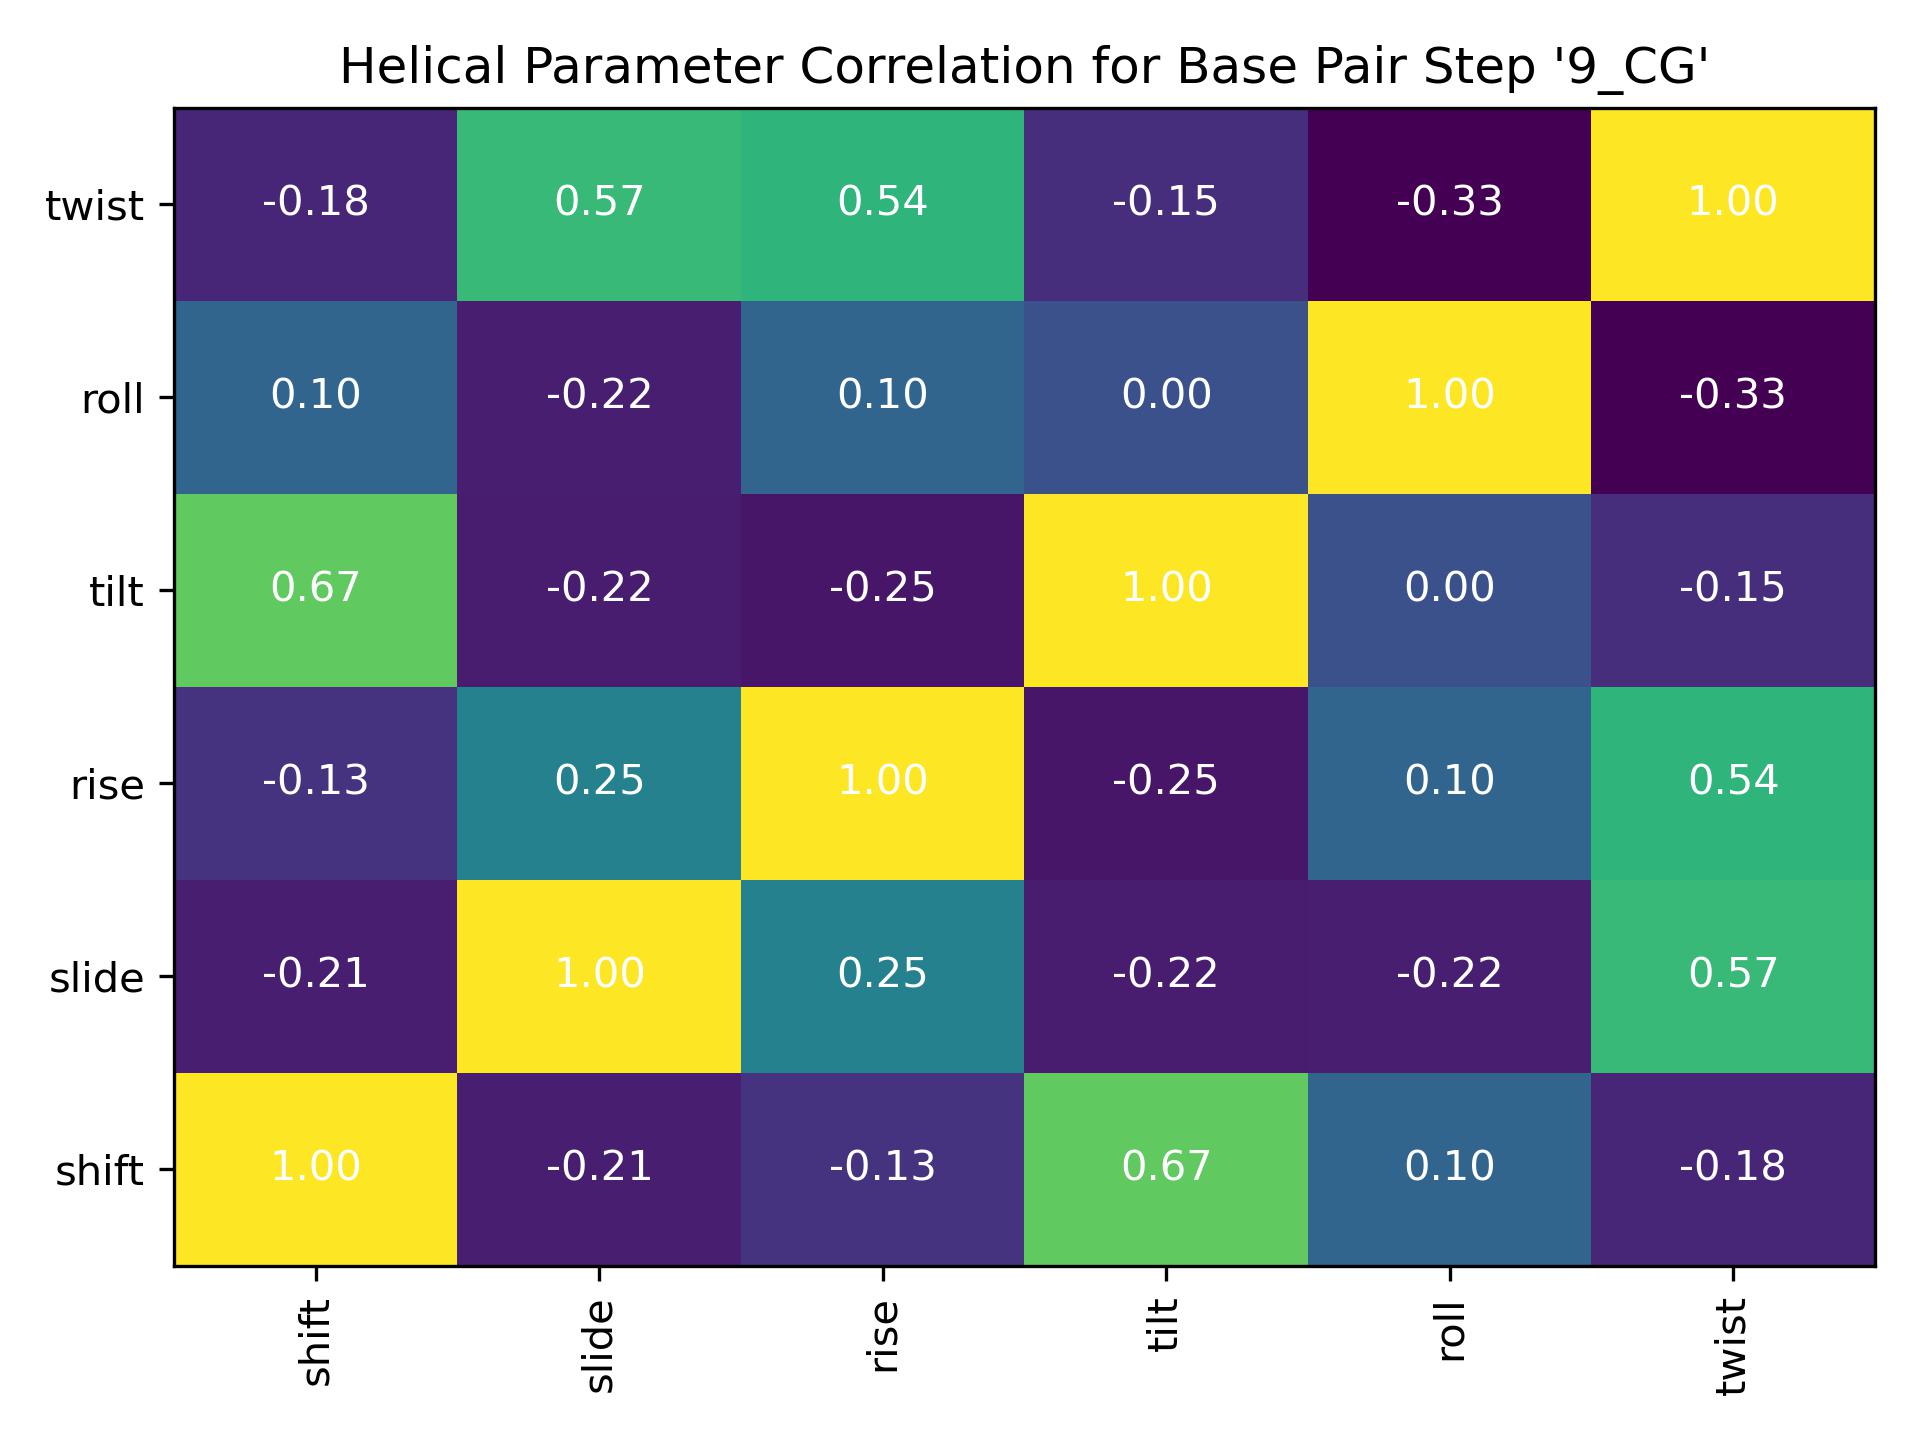 Helical Parameter Correlation for Base Pair Step '9_CG'
twist -0.18 0.57 0.54 -0.15 -0.33 1.00
roll 0.10 -0.22 0.10 0.00 1.00 -0.33
tilt 0.67 -0.22 -0.25 1.00 0.00 -0.15
rise -0.13 0.25 1.00 -0.25 0.10 0.54
slide -0.21 1.00 0.25 -0.22 -0.22 0.57
shift 1.00 -0.21 -0.13 0.67 0.10 -0.18
shift slide rise tilt roll twist